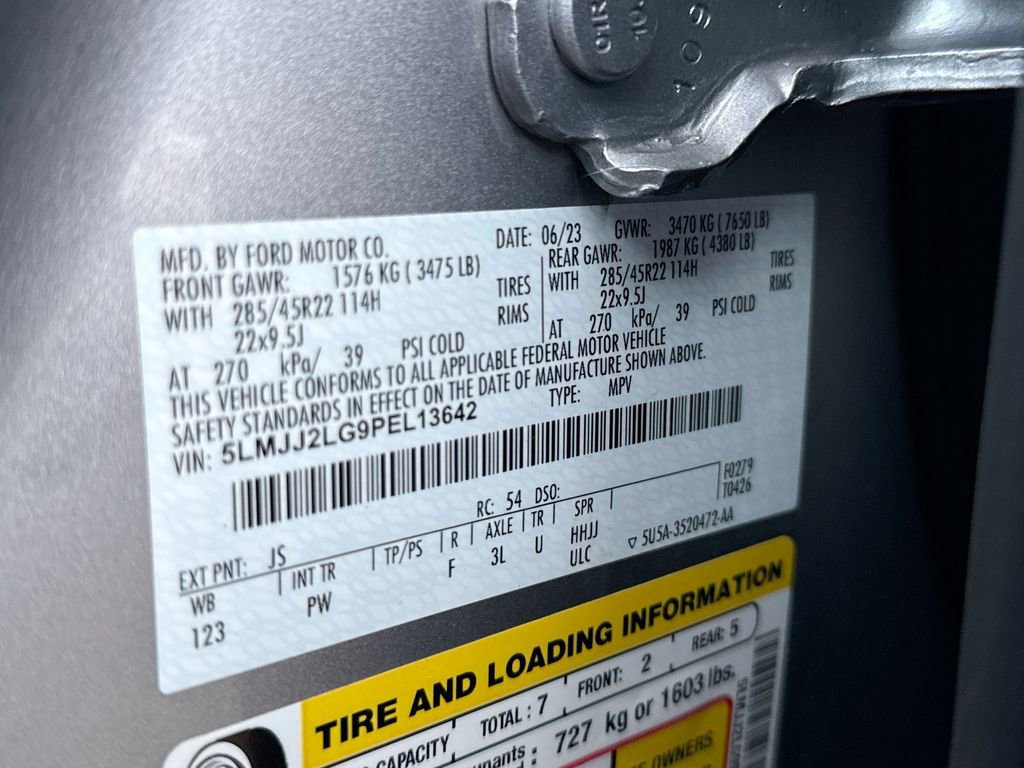 MFD. BY FORD MOTOR CO.
DATE: 06/23 GVWR: 3470 KG ( 7650 LB)
FRONT GAWR: 1576 KG ( 3475 LB)
WITH 285/45R22 114H TIRES
22x9.5J RIMS
AT 270 kPa/ 39 PSI COLD
REAR GAWR: 1987 KG ( 4380 LB)
WITH 285/45R22 114H TIRES
22x9.5J RIMS
AT 270 kPa/ 39 PSI COLD
THIS VEHICLE CONFORMS TO ALL APPLICABLE FEDERAL MOTOR VEHICLE
SAFETY STANDARDS IN EFFECT ON THE DATE OF MANUFACTURE SHOWN ABOVE.
VIN: 5LMJJ2LG9PEL13642 TYPE: MPV
F0279
T0426
EXT PNT: JS RC: 54 DSO:
WB INT TR TP/PS R AXLE TR SPR
123 PW F 3L U HHJJ
ULC
▽ 5U5A-3520472-AA
TIRE AND LOADING INFORMATION
CAPACITY TOTAL : 7 FRONT: 2 REAR: 5
727 kg or 1603 lbs.
OWNERS
109